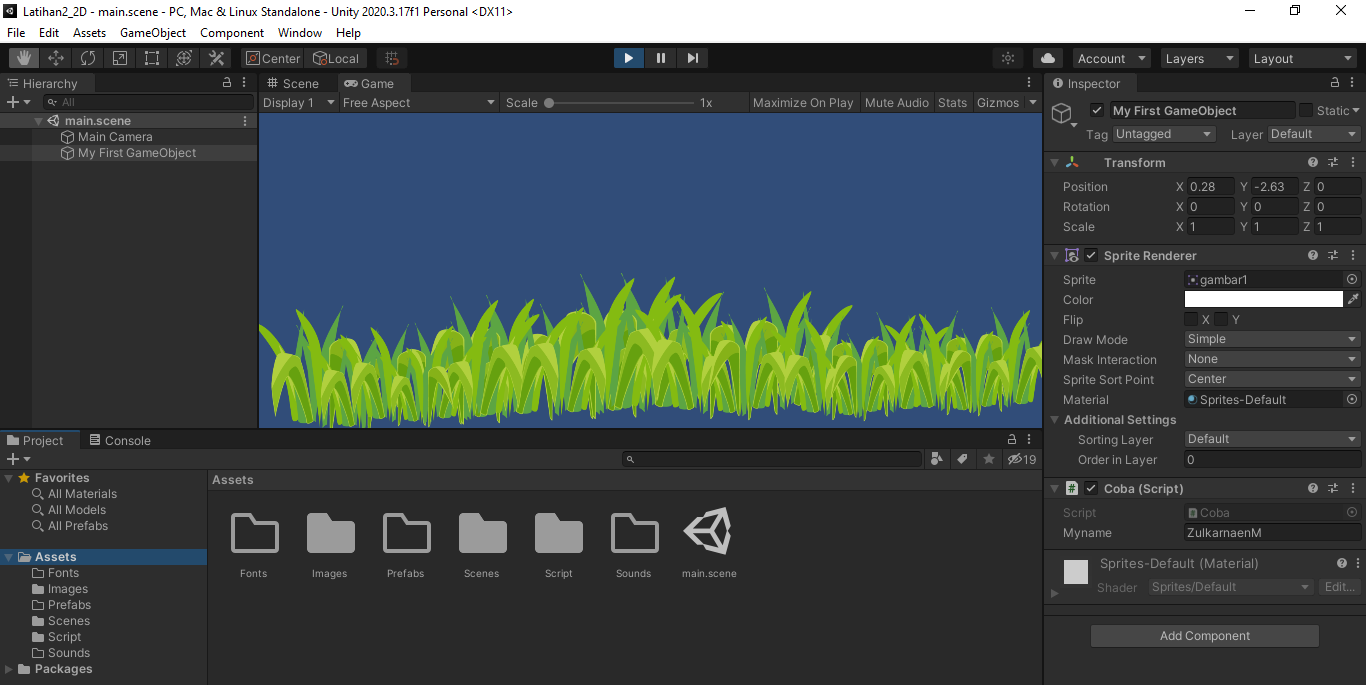 Latihan2_2D - main.scene - PC, Mac & Linux Standalone - Unity 2020.3.17f1 Personal <DX11>
File Edit Assets GameObject Component Window Help
Center Local Account Layers Layout
Hierarchy
All
main.scene
Main Camera
My First GameObject
Scene Game
Display 1 Free Aspect Scale 1x Maximize On Play Mute Audio Stats Gizmos
Inspector
My First GameObject Static
Tag Untagged Layer Default
Transform
Position X 0.28 Y -2.63 Z 0
Rotation X 0 Y 0 Z 0
Scale X 1 Y 1 Z 1
Sprite Renderer
Sprite gambar1
Color
Flip X Y
Draw Mode Simple
Mask Interaction None
Sprite Sort Point Center
Material Sprites-Default
Additional Settings
Sorting Layer Default
Order in Layer 0
Coba (Script)
Script Coba
Myname ZulkarnaenM
Sprites-Default (Material)
Shader Sprites/Default Edit...
Add Component
Project Console
19
Favorites
All Materials
All Models
All Prefabs
Assets
Fonts
Images
Prefabs
Scenes
Script
Sounds
Packages
Assets
Fonts Images Prefabs Scenes Script Sounds main.scene